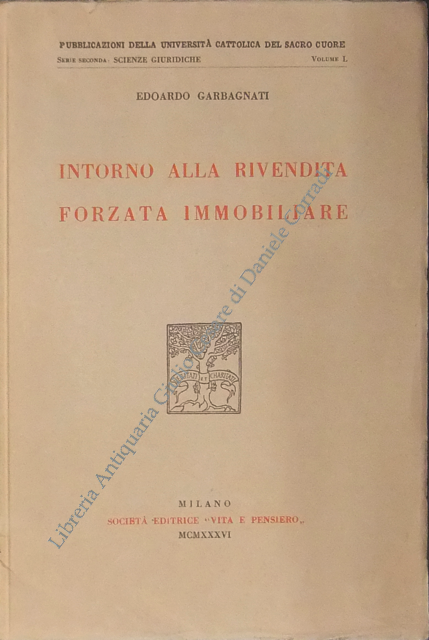 PUBBLICAZIONI DELLA UNIVERSITÀ CATTOLICA DEL SACRO CUORE
SERIE SECONDA: SCIENZE GIURIDICHE VOLUME L.
EDOARDO GARBAGNATI
INTORNO ALLA RIVENDITA
FORZATA IMMOBILIARE
CHARITATI
MILANO
SOCIETÀ EDITRICE "VITA E PENSIERO„
MCMXXXVI
Libreria Antiquaria Giulio Cesare di Daniele Corradi